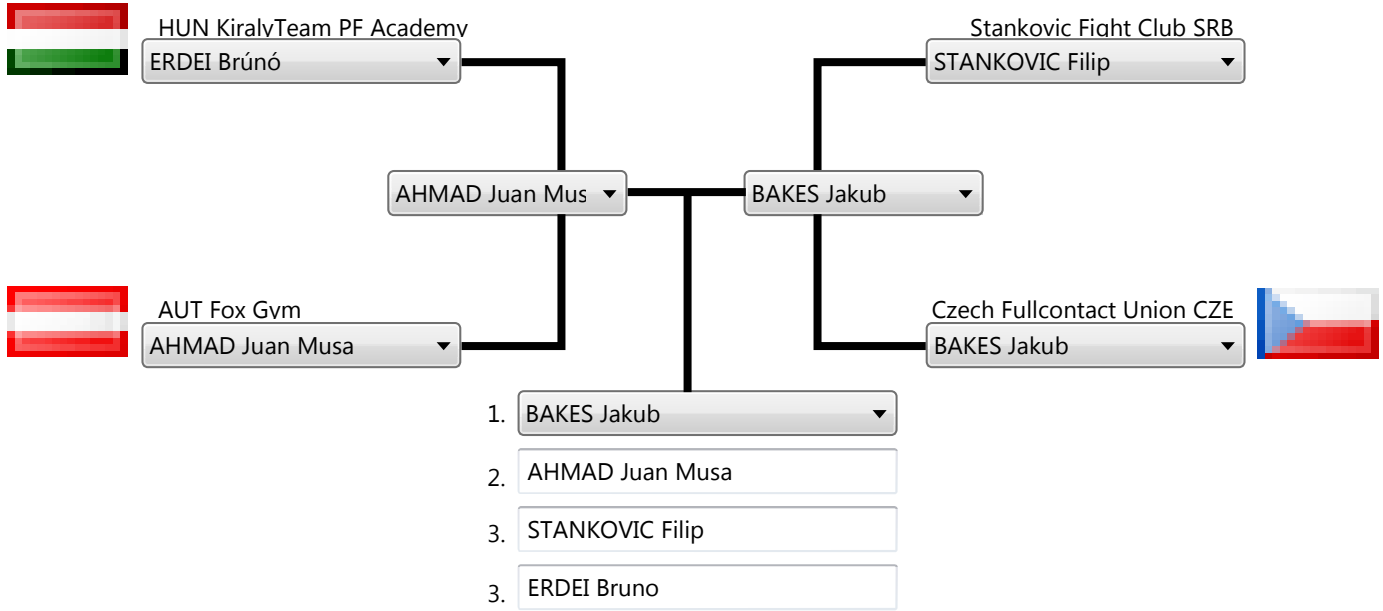 HUN KiralyTeam PF Academy
Stankovic Fight Club SRB
ERDEI Brúnó
STANKOVIC Filip
AHMAD Juan Mus
BAKES Jakub
AUT Fox Gym
Czech Fullcontact Union CZE
AHMAD Juan Musa
BAKES Jakub
1. BAKES Jakub
2. AHMAD Juan Musa
3. STANKOVIC Filip
3. ERDEI Bruno